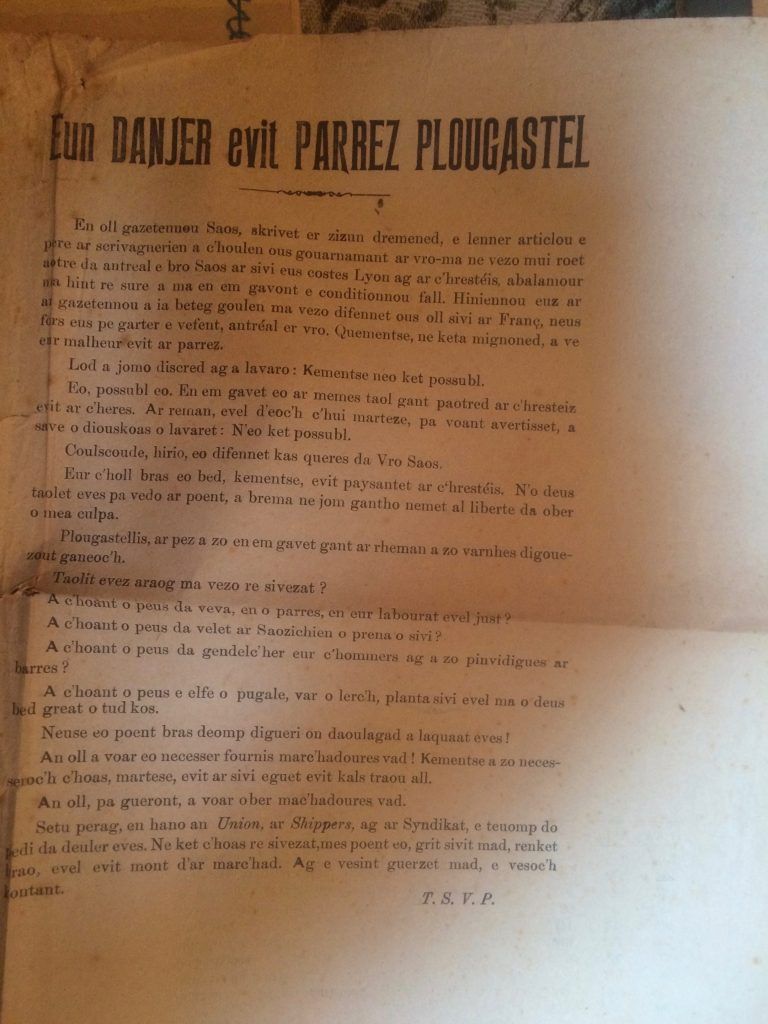 Eun DANJER evit PARREZ PLOUGASTEL
En oll gazetennou Saos, skrivet er zizun dremened, e lenner articlou e
pere ar scrivagnerien a c'houlen ous gouarnamant ar vro-ma ne vezo mui roet
aotre da antreal e bro Saos ar sivi eus costes Lyon ag ar c'hrestéis, abalamour
ma hint re sure a ma en em gavont e conditionnou fall. Hiniennou euz ar
ar gazetennou a ia beteg goulen ma vezo difennet ous oll sivi ar Franç, neus
fors eus pe garter e vefent, antréal er vro. Quementse, ne keta mignoned, a ve
eur malheur evit ar parrez.
Lod a jomo discred ag a lavaro : Kementse neo ket possubl.
Eo, possubl eo. En em gavet eo ar memes taol gant paotred ar c'hresteiz
evit ar c'heres. Ar reman, evel d'eoc'h c'hui marteze, pa voant avertisset, a
save o diouskoas o lavaret : N'eo ket possubl.
Coulscoude, hirio, eo difennet kas queres da Vro Saos.
Eur c'holl bras eo bed, kementse, evit paysantet ar c'hrestéis. N'o deus
taolet eves pa vedo ar poent, a brema ne jom gantho nemet al liberte da ober
o mea culpa.
Plougastellis, ar pez a zo en em gavet gant ar rheman a zo varnhes digoue-
zout ganeoc'h.
Taolit evez araog ma vezo re sivezat ?
A c'hoant o peus da veva, en o parres, en eur labourat evel just ?
A c'hoant o peus da velet ar Saozichien o prena o sivi ?
A c'hoant o peus da gendelc'her eur c'hommers ag a zo pinvidigues ar
barres ?
A c'hoant o peus e elfe o pugale, var o lerc'h, planta sivi evel ma o deus
bed great o tud kos.
Neuse eo poent bras deomp digueri on daoulagad a laquaat eves !
An oll a voar eo necesser fournis marc'hadoures vad ! Kementse a zo neces-
seroc'h c'hoas, martese, evit ar sivi eguet evit kals traou all.
An oll, pa gueront, a voar ober mac'hadoures vad.
Setu perag, en hano an Union, ar Shippers, ag ar Syndikat, e teuomp do
pedi da deuler eves. Ne ket c'hoas re sivezat, mes poent eo, grit sivit mad, renket
brao, evel evit mont d'ar marc'had. Ag e vesint guerzet mad, e vesoc'h
kontant.
T. S. V. P.